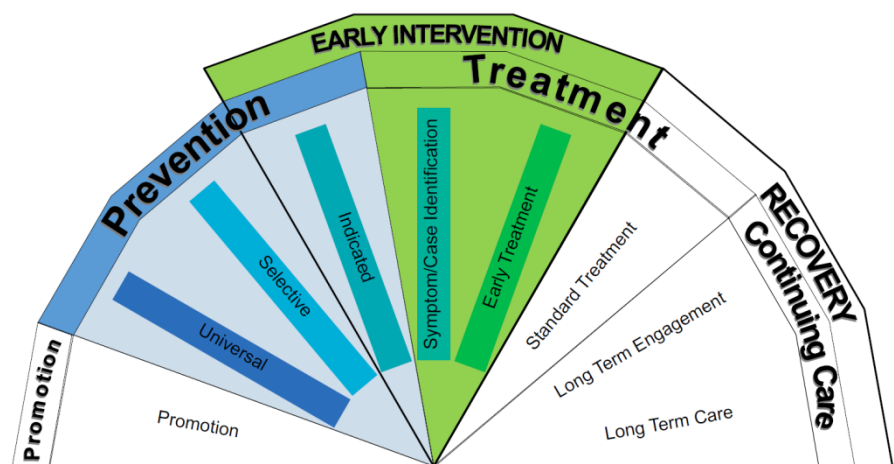 EARLY INTERVENTION
Treatment
Prevention
Promotion
RECOVERY
Continuing Care
Promotion
Universal
Selective
Indicated
Symptom/Case Identification
Early Treatment
Standard Treatment
Long Term Engagement
Long Term Care